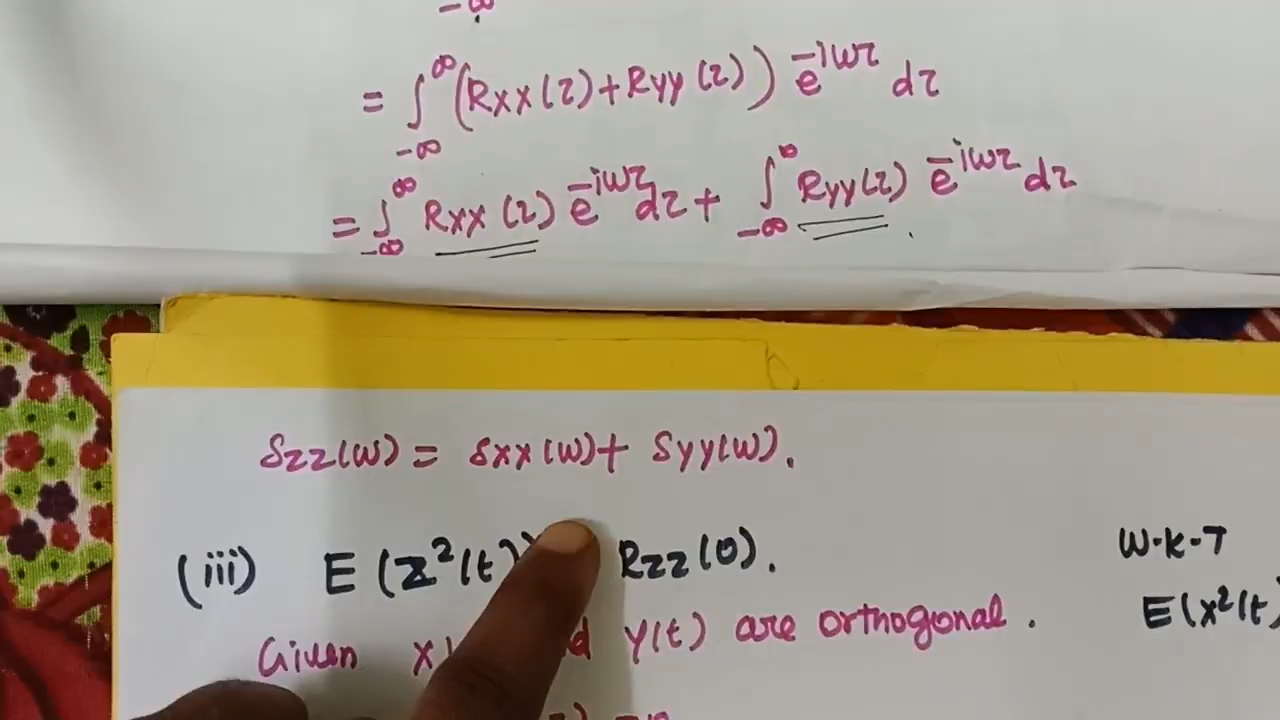 -∞
= ∫_{-∞}^{∞} (Rxx(τ) + Ryy(τ)) e^{-iωτ} dτ
= ∫_{-∞}^{∞} Rxx(τ) e^{-iωτ} dτ + ∫_{-∞}^{∞} Ryy(τ) e^{-iωτ} dτ .
Szz(ω) = Sxx(ω) + Syy(ω).
(iii) E(Z²(t)) Rzz(0).
W.K.T
E(X²(t)
Given X Y(t) are orthogonal.